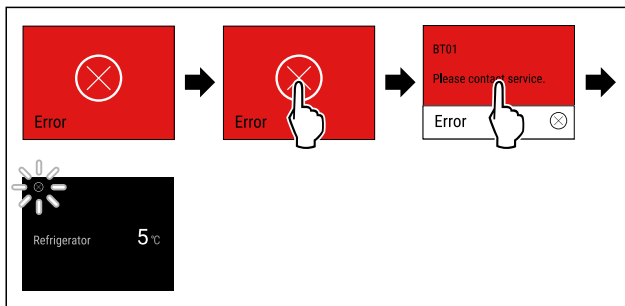 Error
Error
BT01
Please contact service.
Error
Refrigerator 5 °C